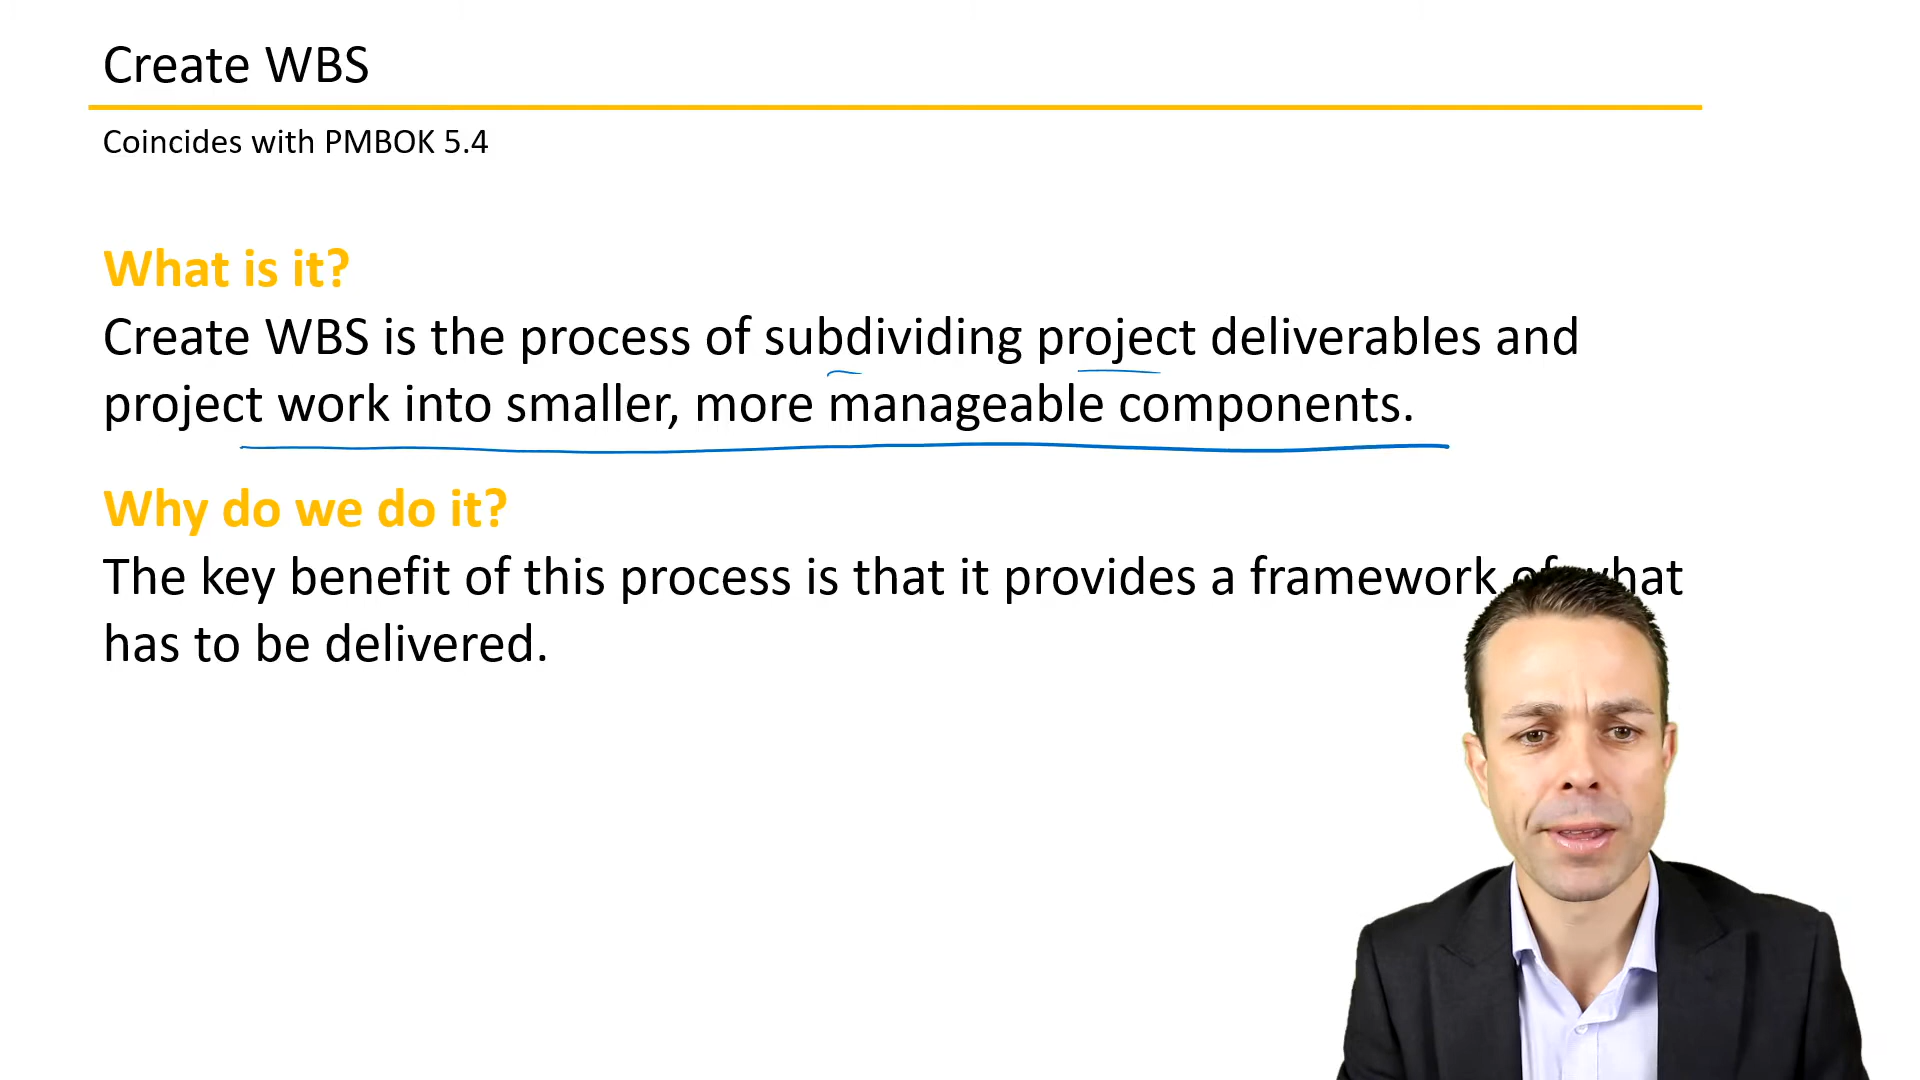 Create WBS
Coincides with PMBOK 5.4
What is it?
Create WBS is the process of subdividing project deliverables and
project work into smaller, more manageable components.
Why do we do it?
The key benefit of this process is that it provides a framework of what
has to be delivered.